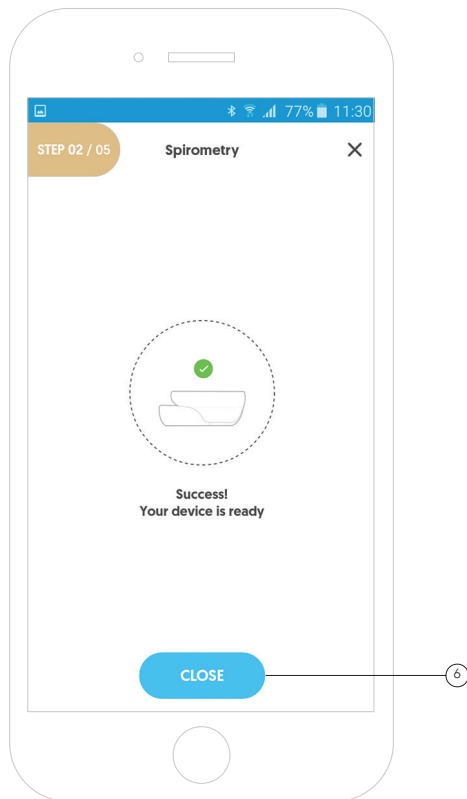 77% 11:30
STEP 02 / 05
Spirometry
Success!
Your device is ready
CLOSE
6